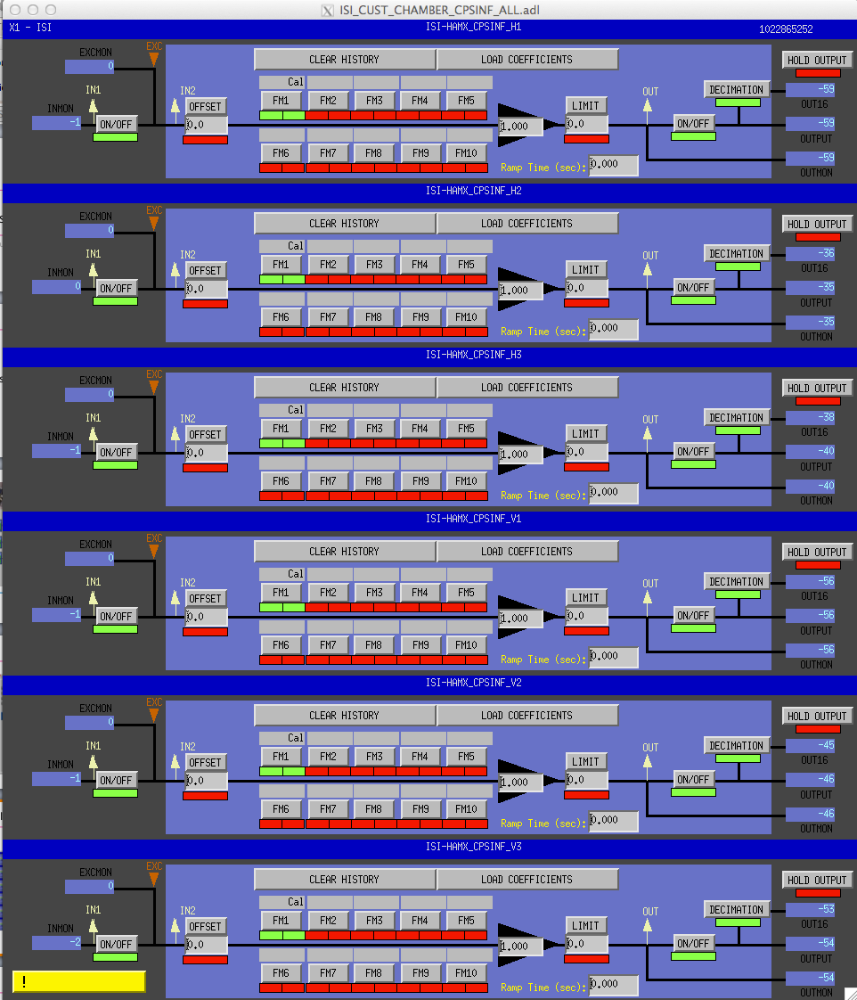 ISI_CUST_CHAMBER_CPSINF_ALL.adl
X1 - ISI ISI-HAMX_CPSINF_H1 1022865252
EXCMON EXC
0 CLEAR HISTORY LOAD COEFFICIENTS HOLD OUTPUT
IN1 IN2 Cal OUT DECIMATION -59
OFFSET FM1 FM2 FM3 FM4 FM5 LIMIT OUT16
INMON
-1 ON/OFF 0.0 1.000 0.0 ON/OFF -59
OUTPUT
FM6 FM7 FM8 FM9 FM10 -59
Ramp Time (sec): 0.000 OUTMON
ISI-HAMX_CPSINF_H2
EXCMON EXC
0 CLEAR HISTORY LOAD COEFFICIENTS HOLD OUTPUT
IN1 IN2 Cal OUT DECIMATION -36
OFFSET FM1 FM2 FM3 FM4 FM5 LIMIT OUT16
INMON
0 ON/OFF 0.0 1.000 0.0 ON/OFF -35
OUTPUT
FM6 FM7 FM8 FM9 FM10 -35
Ramp Time (sec): 0.000 OUTMON
ISI-HAMX_CPSINF_H3
EXCMON EXC
0 CLEAR HISTORY LOAD COEFFICIENTS HOLD OUTPUT
IN1 IN2 Cal OUT DECIMATION -38
OFFSET FM1 FM2 FM3 FM4 FM5 LIMIT OUT16
INMON
-1 ON/OFF 0.0 1.000 0.0 ON/OFF -40
OUTPUT
FM6 FM7 FM8 FM9 FM10 -40
Ramp Time (sec): 0.000 OUTMON
ISI-HAMX_CPSINF_V1
EXCMON EXC
0 CLEAR HISTORY LOAD COEFFICIENTS HOLD OUTPUT
IN1 IN2 Cal OUT DECIMATION -56
OFFSET FM1 FM2 FM3 FM4 FM5 LIMIT OUT16
INMON
-1 ON/OFF 0.0 1.000 0.0 ON/OFF -56
OUTPUT
FM6 FM7 FM8 FM9 FM10 -56
Ramp Time (sec): 0.000 OUTMON
ISI-HAMX_CPSINF_V2
EXCMON EXC
0 CLEAR HISTORY LOAD COEFFICIENTS HOLD OUTPUT
IN1 IN2 Cal OUT DECIMATION -45
OFFSET FM1 FM2 FM3 FM4 FM5 LIMIT OUT16
INMON
-1 ON/OFF 0.0 1.000 0.0 ON/OFF -46
OUTPUT
FM6 FM7 FM8 FM9 FM10 -46
Ramp Time (sec): 0.000 OUTMON
ISI-HAMX_CPSINF_V3
EXCMON EXC
0 CLEAR HISTORY LOAD COEFFICIENTS HOLD OUTPUT
IN1 IN2 Cal OUT DECIMATION -53
OFFSET FM1 FM2 FM3 FM4 FM5 LIMIT OUT16
INMON
-2 ON/OFF 0.0 1.000 0.0 ON/OFF -54
OUTPUT
! FM6 FM7 FM8 FM9 FM10 -54
Ramp Time (sec): 0.000 OUTMON